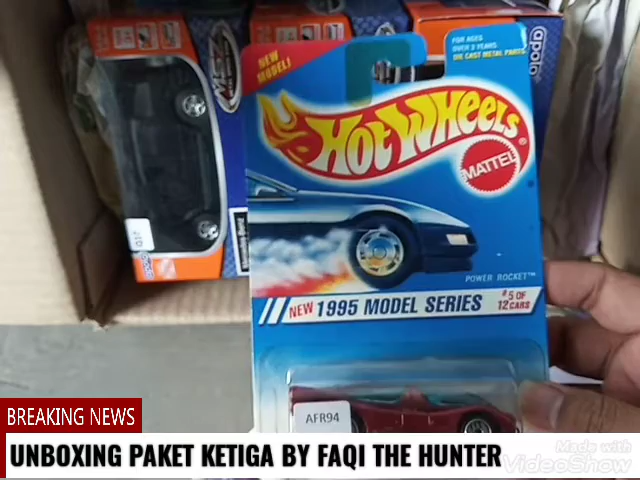 NEW MODEL!
FOR AGES
OVER 3 YEARS
DIE CAST METAL PARTS
apolo
HOT WHEELS®
MATTEL
POWER ROCKET™
NEW 1995 MODEL SERIES
#5 OF
12 CARS
AFR94
BREAKING NEWS
UNBOXING PAKET KETIGA BY FAQI THE HUNTER
Made with
VideoShow